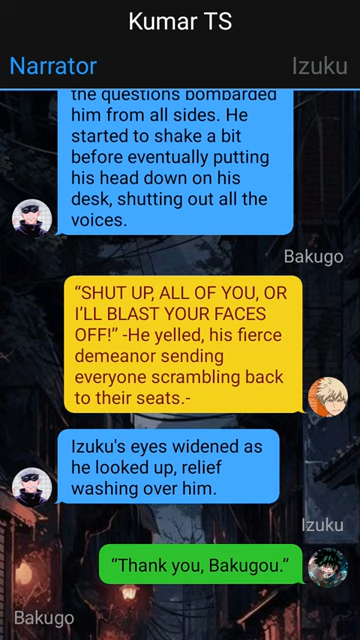 Kumar TS
Narrator
Izuku
the questions bombarded
him from all sides. He
started to shake a bit
before eventually putting
his head down on his
desk, shutting out all the
voices.
Bakugo
“SHUT UP, ALL OF YOU, OR
I’LL BLAST YOUR FACES
OFF!” -He yelled, his fierce
demeanor sending
everyone scrambling back
to their seats.-
Izuku's eyes widened as
he looked up, relief
washing over him.
Izuku
“Thank you, Bakugou.”
Bakugo